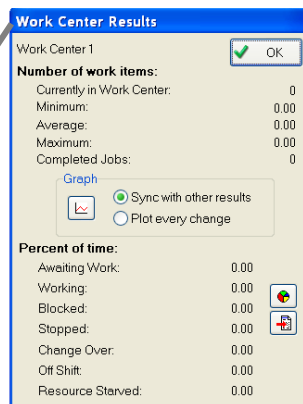 Work Center Results
Work Center 1
OK
Number of work items:
Currently in Work Center: 0
Minimum: 0.00
Average: 0.00
Maximum: 0.00
Completed Jobs: 0
Graph
Sync with other results
Plot every change
Percent of time:
Awaiting Work: 0.00
Working: 0.00
Blocked: 0.00
Stopped: 0.00
Change Over: 0.00
Off Shift: 0.00
Resource Starved: 0.00